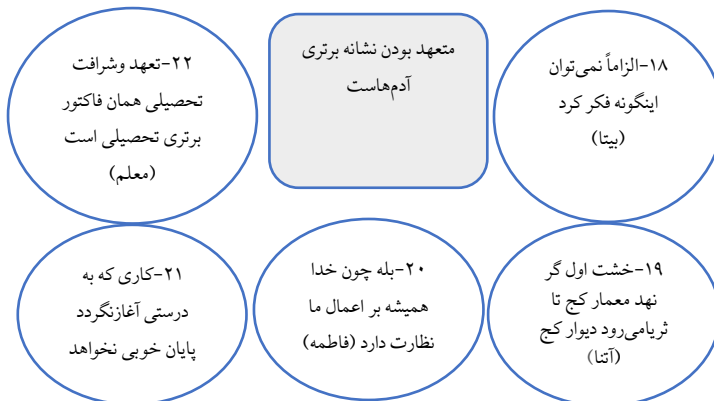 متعهد بودن نشانه برتری
آدم‌هاست
۱۸-الزاماً نمی‌توان
اینگونه فکر کرد
(بیتا)
۱۹-خشت اول گر
نهد معمار کج تا
ثریامی‌رود دیوار کج
(آتنا)
۲۰-بله چون خدا
همیشه بر اعمال ما
نظارت دارد (فاطمه)
۲۱-کاری که به
درستی آغازنگردد
پایان خوبی نخواهد
۲۲-تعهد وشرافت
تحصیلی همان فاکتور
برتری تحصیلی است
(معلم)